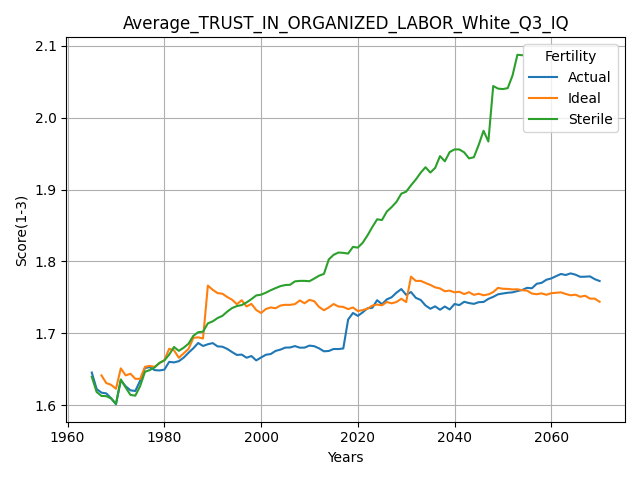 Average_TRUST_IN_ORGANIZED_LABOR_White_Q3_IQ
Score(1-3)
2.1
2.0
1.9
1.8
1.7
1.6
Fertility
Actual
Ideal
Sterile
1960 1980 2000 2020 2040 2060
Years